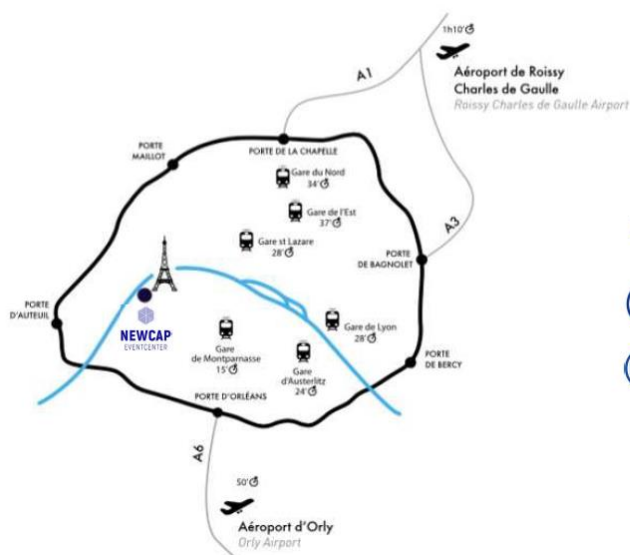 1h10'
A1
Aéroport de Roissy
Charles de Gaulle
Roissy Charles de Gaulle Airport
PORTE
MAILLOT
PORTE DE LA CHAPELLE
Gare du Nord
34'
Gare de l'Est
37'
A3
Gare st Lazare
28'
PORTE
DE BAGNOLET
PORTE
D'AUTEUIL
NEWCAP
EVENTCENTER
Gare
de Montparnasse
15'
Gare de Lyon
28'
Gare
d'Austerlitz
24'
PORTE
DE BERCY
PORTE D'ORLÉANS
A6
50'
Aéroport d'Orly
Orly Airport